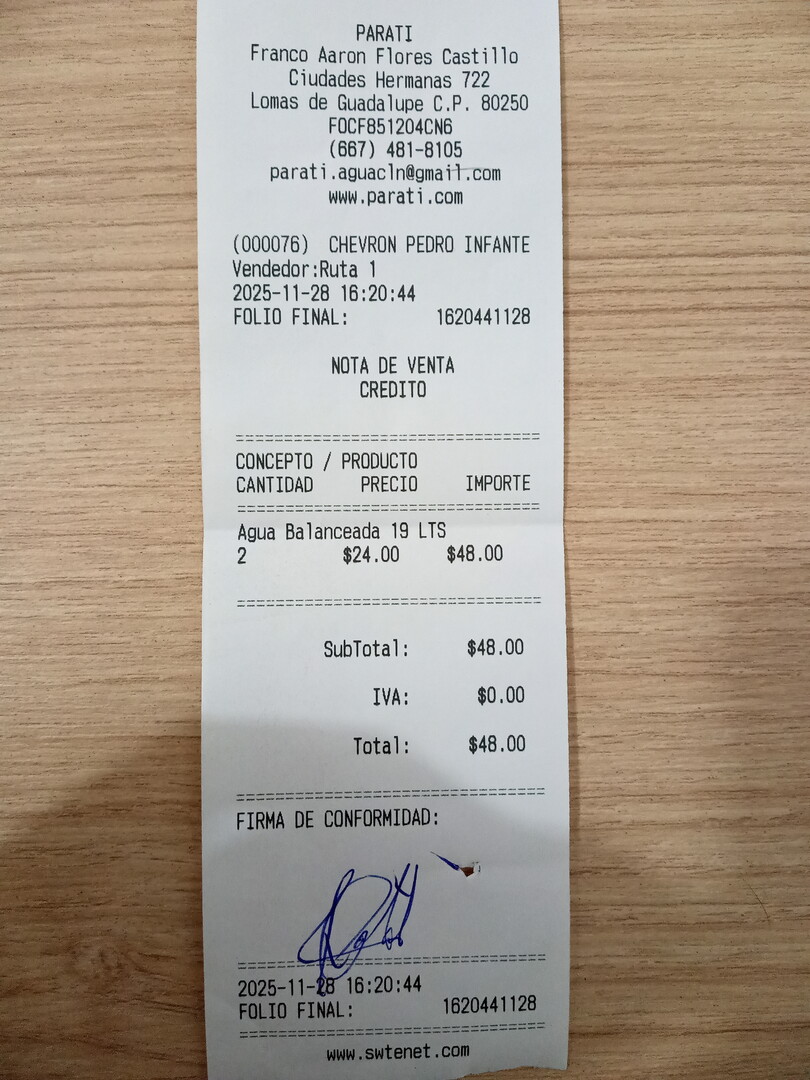 PARATI
Franco Aaron Flores Castillo
Ciudades Hermanas 722
Lomas de Guadalupe C.P. 80250
FOCF851204CN6
(667) 481-8105
parati.aguacln@gmail.com
www.parati.com
(000076) CHEVRON PEDRO INFANTE
Vendedor:Ruta 1
2025-11-28 16:20:44
FOLIO FINAL: 1620441128
NOTA DE VENTA
CREDITO
CONCEPTO / PRODUCTO
CANTIDAD PRECIO IMPORTE
Agua Balanceada 19 LTS
2 $24.00 $48.00
SubTotal: $48.00
IVA: $0.00
Total: $48.00
FIRMA DE CONFORMIDAD:
2025-11-28 16:20:44
FOLIO FINAL: 1620441128
www.swtenet.com